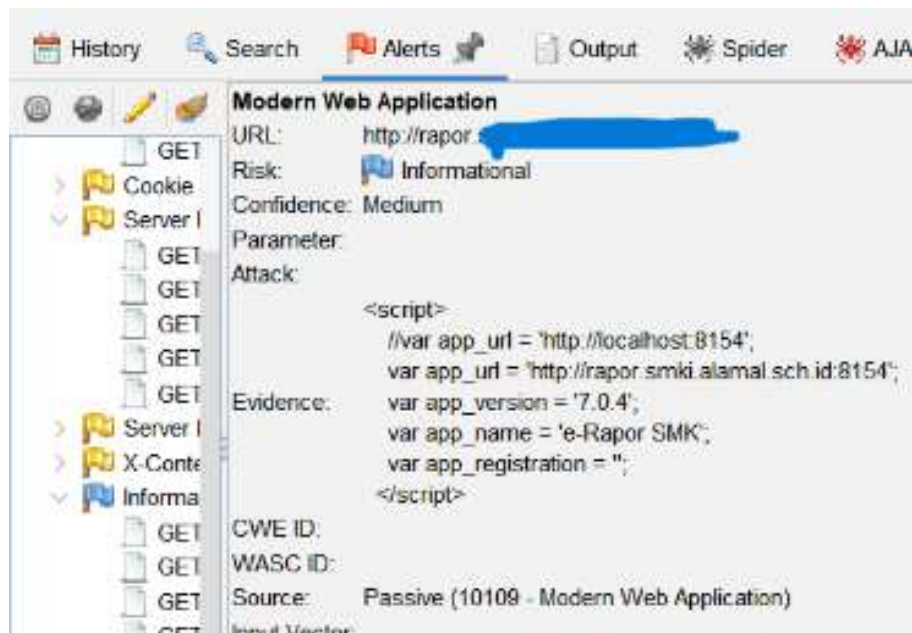 History Search Alerts Output Spider AJA
Modern Web Application
URL: http://rapor.
Risk: Informational
Confidence: Medium
Parameter:
Attack:
Evidence:
<script>
//var app_url = 'http://localhost:8154';
var app_url = 'http://rapor.smki.alamal.sch.id:8154';
var app_version = '7.0.4';
var app_name = 'e-Rapor SMK';
var app_registration = '';
</script>
CWE ID:
WASC ID:
Source: Passive (10109 - Modern Web Application)
Input Vector:
GET
Cookie
Server
GET
GET
GET
GET
GET
Server
X-Conte
Informa
GET
GET
GET
GET